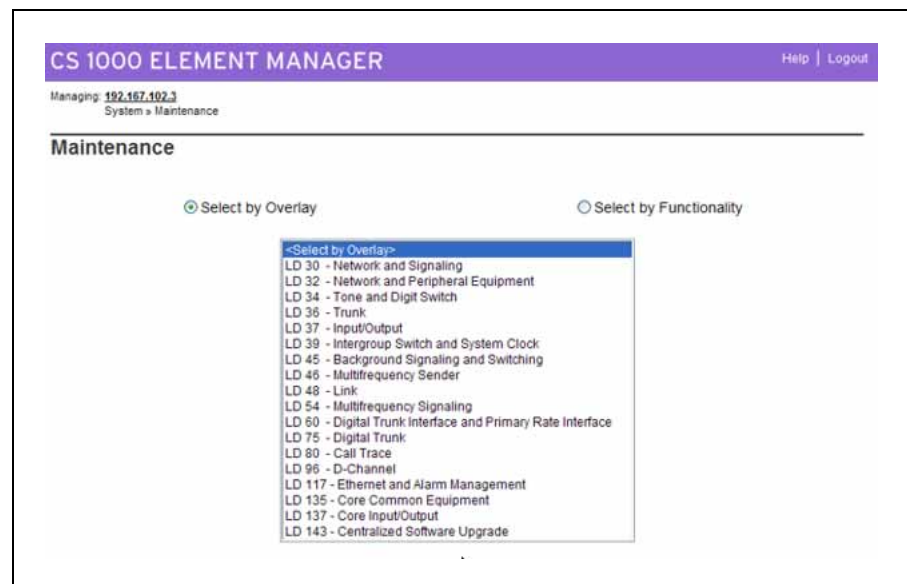 CS 1000 ELEMENT MANAGER
Help | Logout
Managing: 192.167.102.3
System » Maintenance
Maintenance
Select by Overlay
Select by Functionality
<Select by Overlay>
LD 30 - Network and Signaling
LD 32 - Network and Peripheral Equipment
LD 34 - Tone and Digit Switch
LD 36 - Trunk
LD 37 - Input/Output
LD 39 - Intergroup Switch and System Clock
LD 45 - Background Signaling and Switching
LD 46 - Multifrequency Sender
LD 48 - Link
LD 54 - Multifrequency Signaling
LD 60 - Digital Trunk Interface and Primary Rate Interface
LD 75 - Digital Trunk
LD 80 - Call Trace
LD 96 - D-Channel
LD 117 - Ethernet and Alarm Management
LD 135 - Core Common Equipment
LD 137 - Core Input/Output
LD 143 - Centralized Software Upgrade